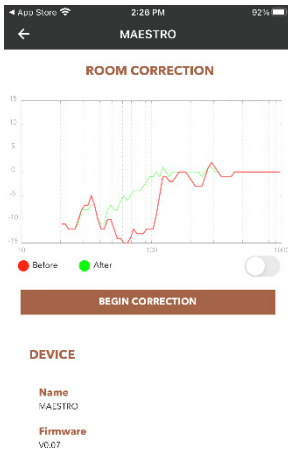 App Store 2:26 PM 92%
MAESTRO
ROOM CORRECTION
15
10
5
0
-5
-10
-15
10 100 1000
Before After
BEGIN CORRECTION
DEVICE
Name
MAESTRO
Firmware
V0.07